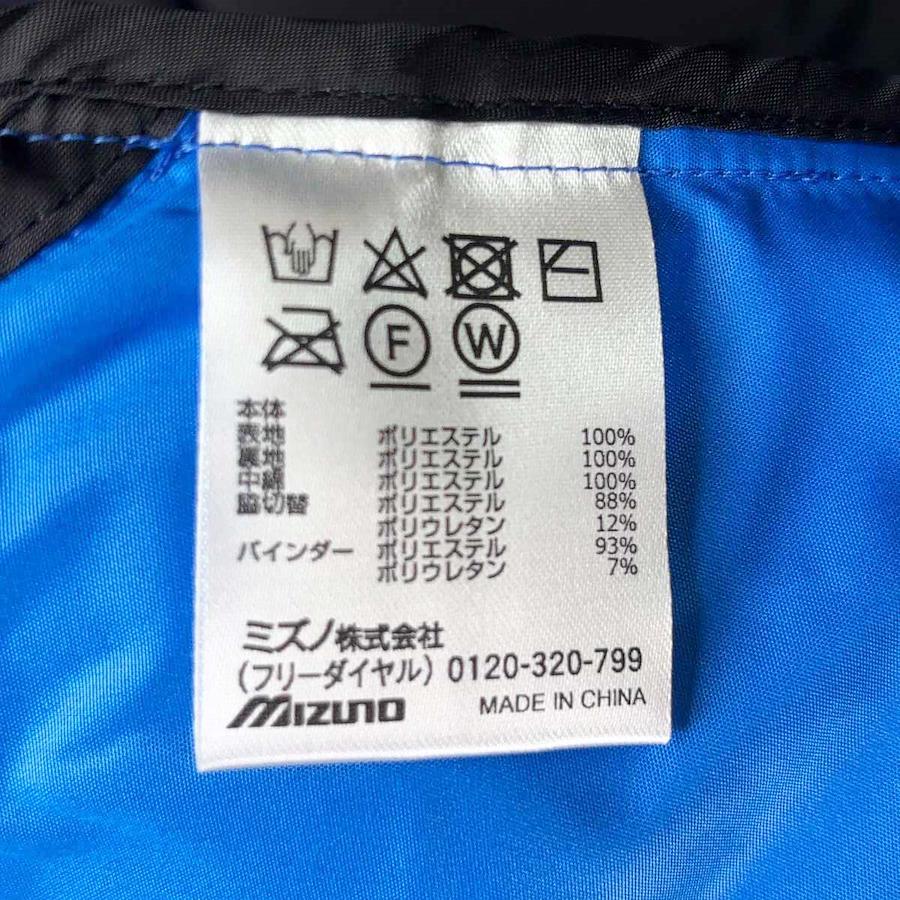 F W
本体
表地 ポリエステル 100%
裏地 ポリエステル 100%
中綿 ポリエステル 100%
脇切替 ポリエステル 88%
ポリウレタン 12%
バインダー ポリエステル 93%
ポリウレタン 7%
ミズノ株式会社
(フリーダイヤル) 0120-320-799
MIZUNO MADE IN CHINA